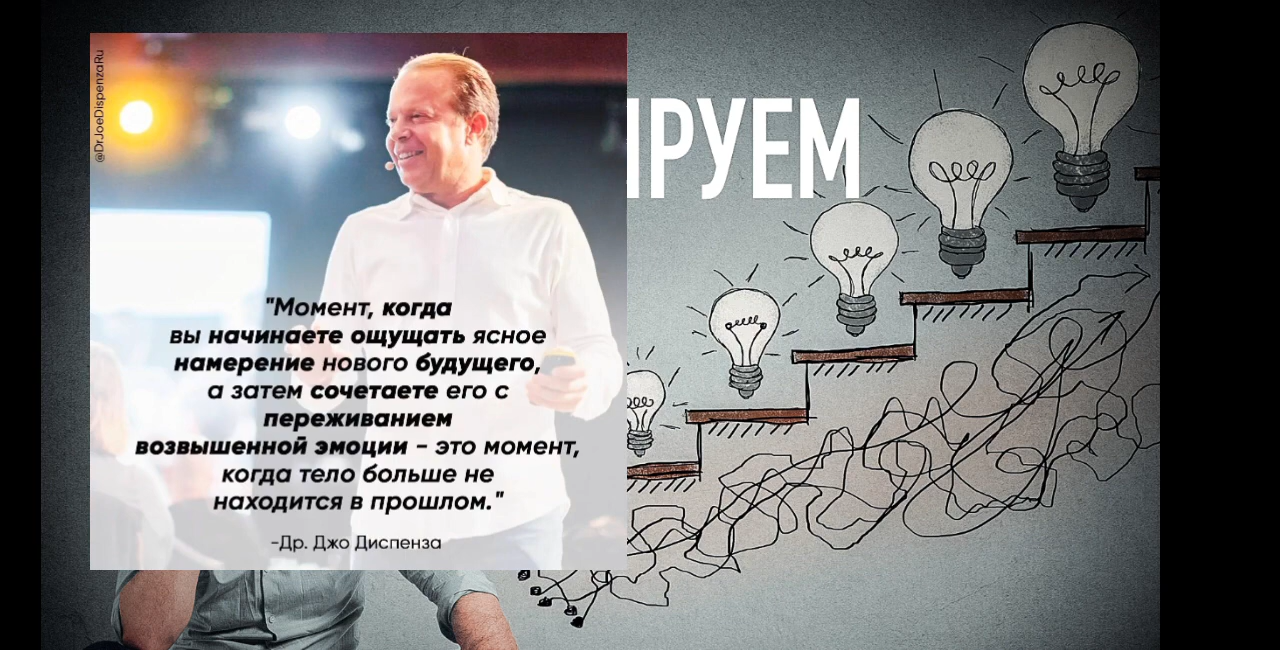 @DrJoeDispenzaRu
ИРУЕМ
"Момент, когда
вы начинаете ощущать ясное
намерение нового будущего,
а затем сочетаете его с
переживанием
возвышенной эмоции – это момент,
когда тело больше не
находится в прошлом."
-Др. Джо Диспенза